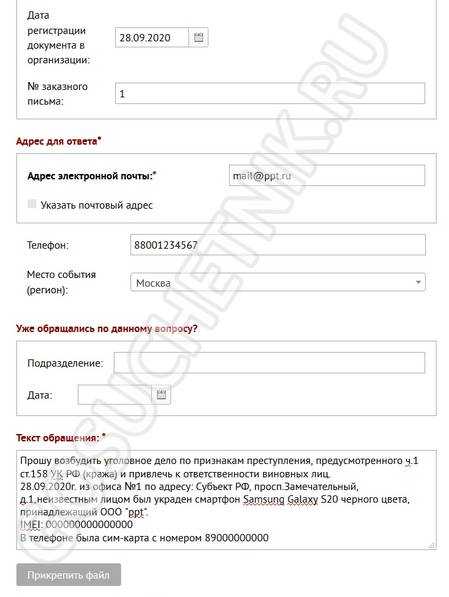 Дата
регистрации
документа в
организации:
28.09.2020
№ заказного
письма:
1
Адрес для ответа*
Адрес электронной почты:*
mail@ppt.ru
Указать почтовый адрес
Телефон:
88001234567
Место события
(регион):
Москва
Уже обращались по данному вопросу?
Подразделение:
Дата:
Текст обращения: *
Прошу возбудить уголовное дело по признакам преступления, предусмотренного ч.1
ст.158 УК РФ (кража) и привлечь к ответственности виновных лиц.
28.09.2020г. из офиса №1 по адресу: Субъект РФ, просп.Замечательный,
д.1,неизвестным лицом был украден смартфон Samsung Galaxy S20 черного цвета,
принадлежащий ООО "ppt".
IMEI: 000000000000000
В телефоне была сим-карта с номером 89000000000
Прикрепить файл
GSUCHETNIK.RU